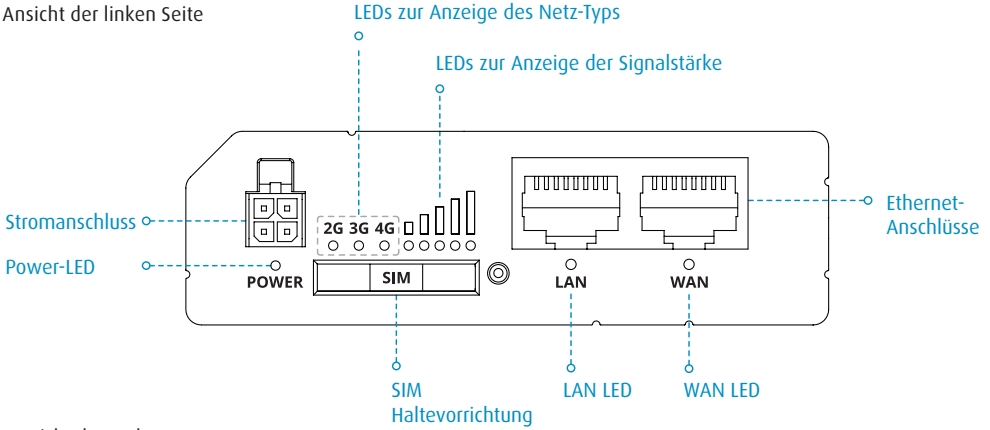 Ansicht der linken Seite
LEDs zur Anzeige des Netz-Typs
LEDs zur Anzeige der Signalstärke
Stromanschluss
2G 3G 4G
Ethernet-
Anschlüsse
Power-LED
POWER
SIM
LAN
WAN
SIM
Haltevorrichtung
LAN LED
WAN LED